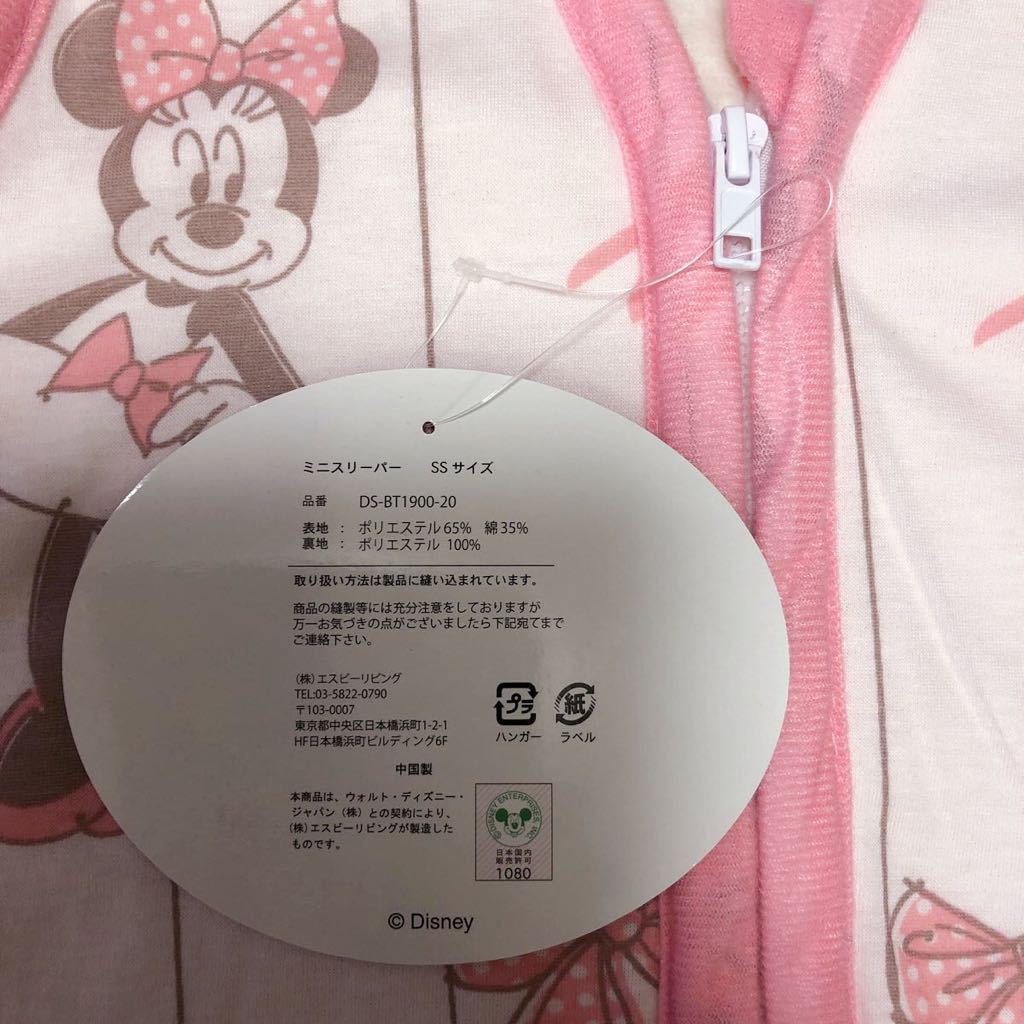 ミニスリーパー　SSサイズ
品番　DS-BT1900-20
表地 : ポリエステル65%　綿35%
裏地 : ポリエステル 100%
取り扱い方法は製品に縫い込まれています。
商品の縫製等には充分注意をしておりますが
万一お気づきの点がございましたら下記宛てまで
ご連絡下さい。
(株)エスビーリビング
TEL:03-5822-0790
〒103-0007
東京都中央区日本橋浜町1-2-1
HF日本橋浜町ビルディング6F
プラ
ハンガー
紙
ラベル
中国製
本商品は、ウォルト・ディズニー・
ジャパン(株)との契約により、
(株)エスビーリビングが製造した
ものです。
©DISNEY ENTERPRISES, INC.
日本国内
販売許可
1080
© Disney